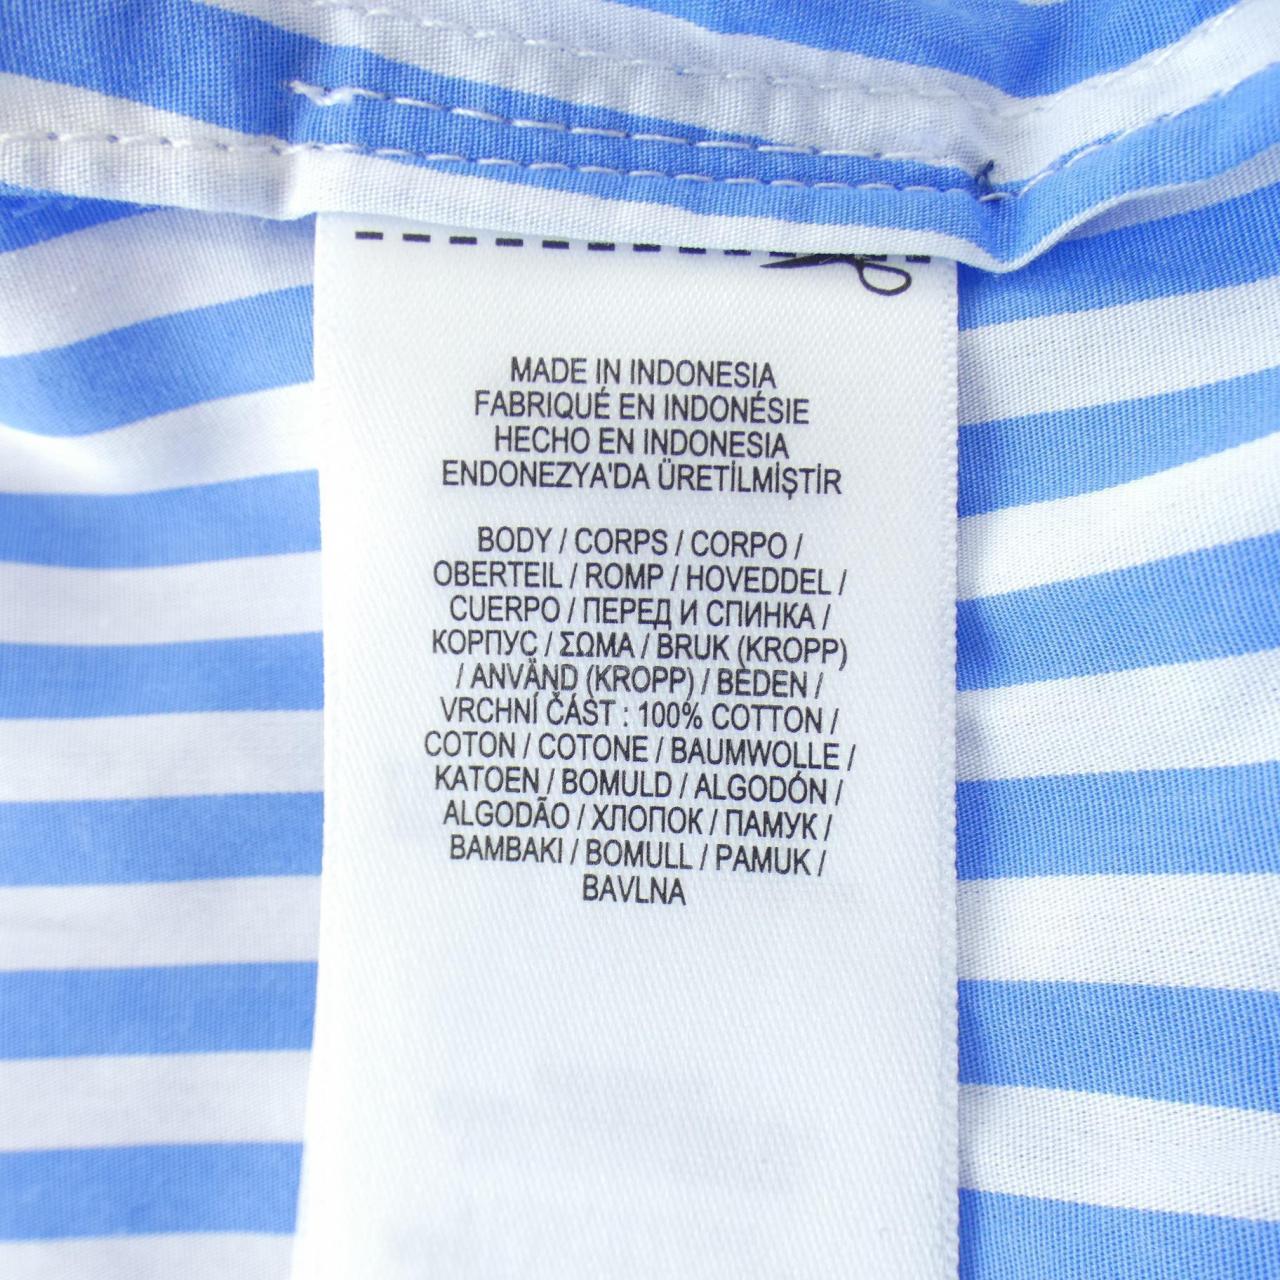 MADE IN INDONESIA
FABRIQUÉ EN INDONÉSIE
HECHO EN INDONESIA
ENDONEZYA'DA ÜRETİLMİŞTİR
BODY / CORPS / CORPO /
OBERTEIL / ROMP / HOVEDDEL /
CUERPO / ПЕРЕД И СПИНКА /
КОРПУС / ΣΩΜΑ / BRUK (KROPP)
/ ANVÄND (KROPP) / BEDEN /
VRCHNÍ ČÁST : 100% COTTON /
COTON / COTONE / BAUMWOLLE /
KATOEN / BOMULD / ALGODÓN /
ALGODÃO / ХЛОПОК / ПАМУК /
ΒΑΜΒΑΚΙ / BOMULL / PAMUK /
BAVLNA